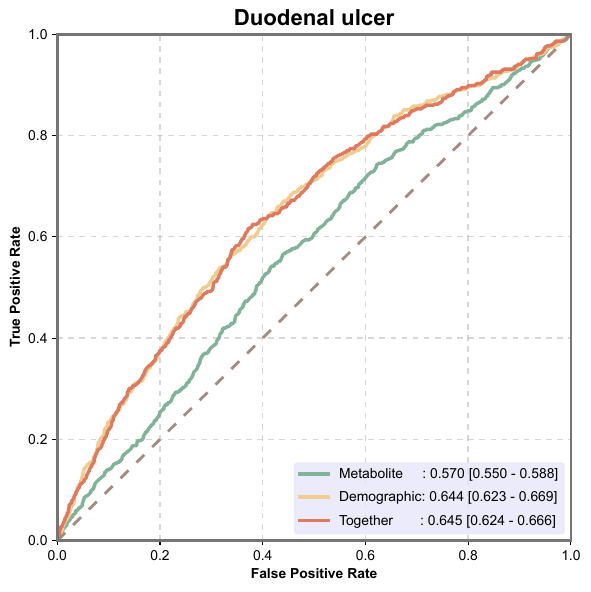 Duodenal ulcer
1.0
0.8
0.6
0.4
0.2
0.0
True Positive Rate
Metabolite : 0.570 [0.550 - 0.588]
Demographic: 0.644 [0.623 - 0.669]
Together : 0.645 [0.624 - 0.666]
0.0 0.2 0.4 0.6 0.8 1.0
False Positive Rate